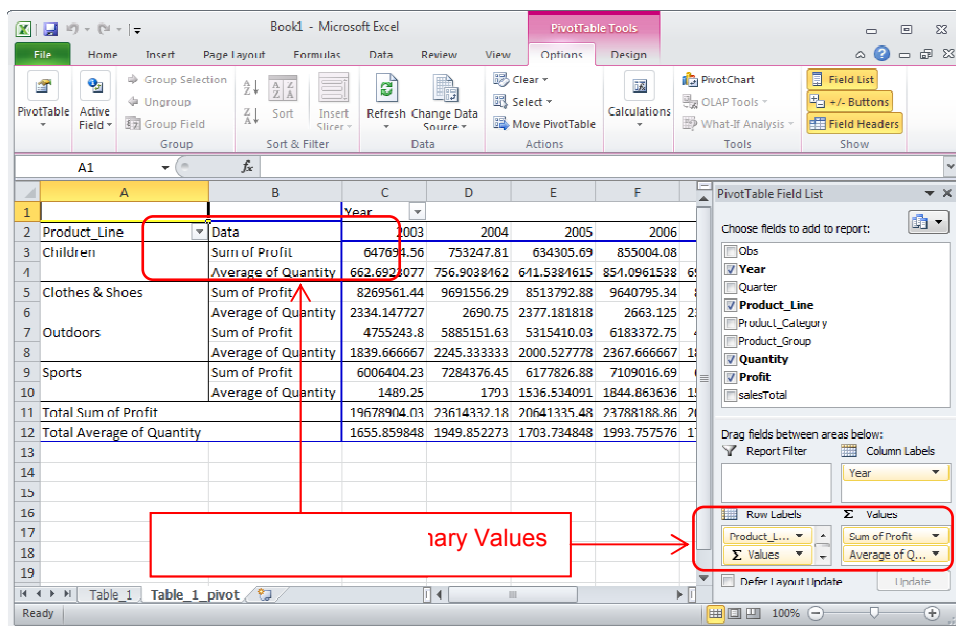 Book1 - Microsoft Excel PivotTable Tools
File Home Insert Page Layout Formulas Data Review View Options Design
PivotTable Active Field Group Selection Ungroup Group Field Group
Sort Insert Slicer Sort & Filter
Refresh Change Data Source Data
Clear Select Move PivotTable Actions
Calculations
PivotChart OLAP Tools What-If Analysis Tools
Field List +/- Buttons Field Headers Show
A1 fx
A B C D E F
1 Year
2 Product_Line Data 2003 2004 2005 2006
3 Children Sum of Profit 647694.56 753247.81 634305.69 855004.08
4 Average of Quantity 662.6923077 756.9038462 641.5384615 854.0961538
5 Clothes & Shoes Sum of Profit 8269561.44 9691556.29 8513792.88 9640795.34
6 Average of Quantity 2334.147727 2690.75 2377.181818 2663.125
7 Outdoors Sum of Profit 4755243.8 5885151.63 5315410.03 6183372.75
8 Average of Quantity 1839.666667 2245.333333 2000.527778 2367.666667
9 Sports Sum of Profit 6006404.23 7284376.45 6177826.88 7109016.69
10 Average of Quantity 1489.25 1793 1536.534091 1844.863636
11 Total Sum of Profit 19678904.03 23614332.18 20641335.48 23788188.86
12 Total Average of Quantity 1655.859848 1949.852273 1703.734848 1993.757576
13
14
15
16
17
18
19
nary Values
PivotTable Field List
Choose fields to add to report:
Obs
Year
Quarter
Product_Line
Product_Category
Product_Group
Quantity
Profit
salesTotal
Drag fields between areas below:
Report Filter Column Labels
Year
Row Labels Σ Values
Product_L... Sum of Profit
Σ Values Average of Q...
Defer Layout Update Update
Table_1 Table_1_pivot
Ready 100%